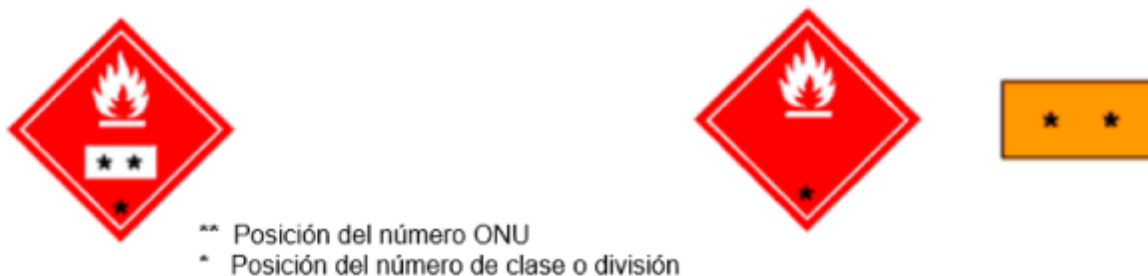 * *
*
*
* *
** Posición del número ONU
* Posición del número de clase o división